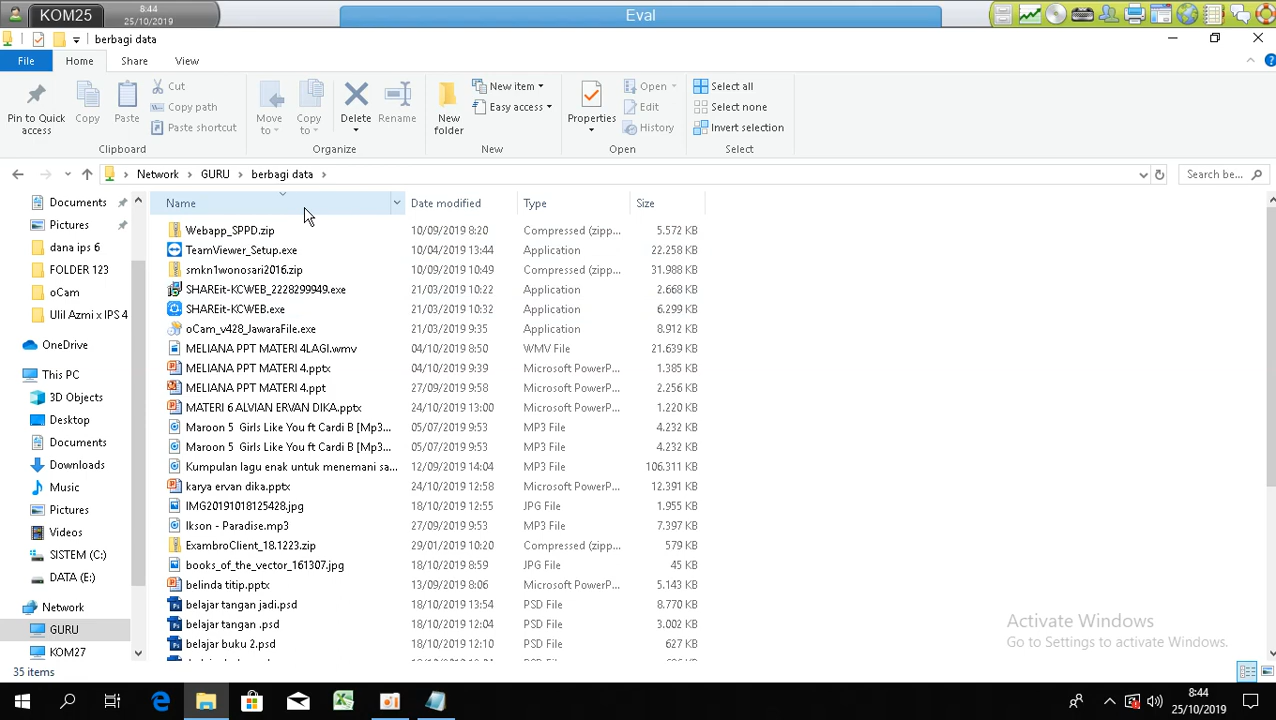 KOM25
8:44
25/10/2019
Eval
berbagi data
File
Home
Share
View
Pin to Quick access
Copy
Paste
Cut
Copy path
Paste shortcut
Clipboard
Move to
Copy to
Delete
Rename
Organize
New folder
New item
Easy access
New
Properties
Open
Edit
History
Open
Select all
Select none
Invert selection
Select
Network > GURU > berbagi data >
Search be...
Documents
Pictures
dana ips 6
FOLDER 123
oCam
Ulil Azmi x IPS 4
OneDrive
This PC
3D Objects
Desktop
Documents
Downloads
Music
Pictures
Videos
SISTEM (C:)
DATA (E:)
Network
GURU
KOM27
Name Date modified Type Size
Webapp_SPPD.zip 10/09/2019 8:20 Compressed (zipp... 5.572 KB
TeamViewer_Setup.exe 10/04/2019 13:44 Application 22.258 KB
smkn1wonosari2016.zip 10/09/2019 10:49 Compressed (zipp... 31.988 KB
SHAREit-KCWEB_2228299949.exe 21/03/2019 10:22 Application 2.668 KB
SHAREit-KCWEB.exe 21/03/2019 10:32 Application 6.299 KB
oCam_v428_JawaraFile.exe 21/03/2019 9:35 Application 8.912 KB
MELIANA PPT MATERI 4LAGI.wmv 04/10/2019 8:50 WMV File 21.639 KB
MELIANA PPT MATERI 4.pptx 04/10/2019 9:39 Microsoft PowerP... 1.385 KB
MELIANA PPT MATERI 4.ppt 27/09/2019 9:58 Microsoft PowerP... 2.256 KB
MATERI 6 ALVIAN ERVAN DIKA.pptx 24/10/2019 13:00 Microsoft PowerP... 1.220 KB
Maroon 5 Girls Like You ft Cardi B [Mp3... 05/07/2019 9:53 MP3 File 4.232 KB
Maroon 5 Girls Like You ft Cardi B [Mp3... 05/07/2019 9:53 MP3 File 4.232 KB
Kumpulan lagu enak untuk menemani sa... 12/09/2019 14:04 MP3 File 106.311 KB
karya ervan dika.pptx 24/10/2019 12:58 Microsoft PowerP... 12.391 KB
IMG20191018125428.jpg 18/10/2019 12:55 JPG File 1.955 KB
Ikson - Paradise.mp3 27/09/2019 9:53 MP3 File 7.397 KB
ExambroClient_18.1223.zip 29/01/2019 10:20 Compressed (zipp... 579 KB
books_of_the_vector_161307.jpg 18/10/2019 8:59 JPG File 45 KB
belinda titip.pptx 13/09/2019 8:06 Microsoft PowerP... 5.143 KB
belajar tangan jadi.psd 18/10/2019 13:54 PSD File 8.770 KB
belajar tangan .psd 18/10/2019 12:04 PSD File 3.002 KB
belajar buku 2.psd 18/10/2019 12:10 PSD File 627 KB
Activate Windows
Go to Settings to activate Windows.
35 items
8:44
25/10/2019